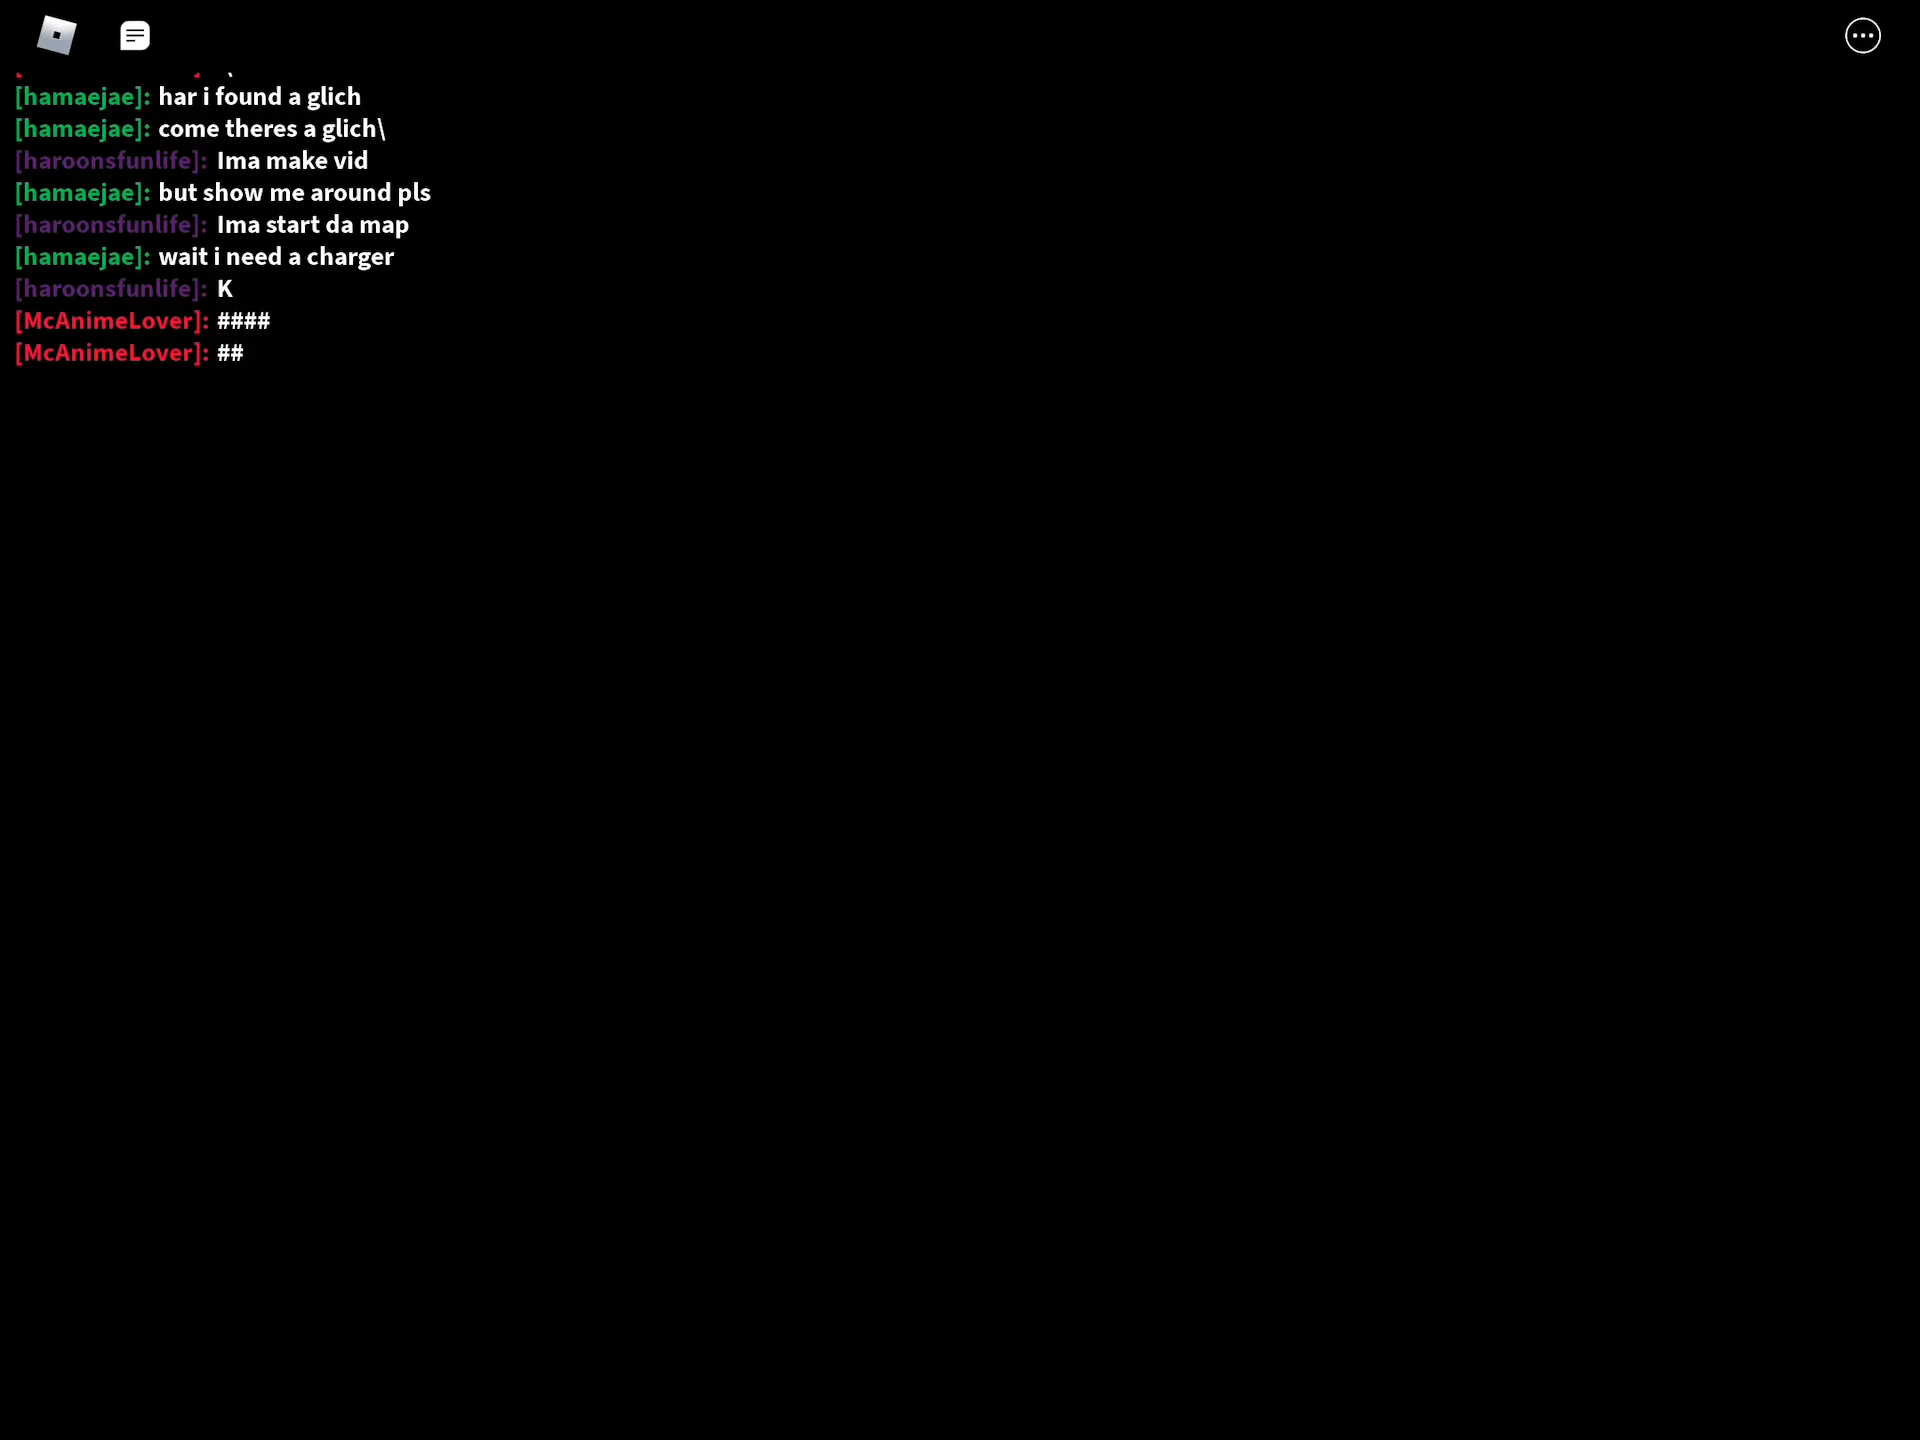 [hamaejae]: har i found a glich
[hamaejae]: come theres a glich\
[haroonsfunlife]: Ima make vid
[hamaejae]: but show me around pls
[haroonsfunlife]: Ima start da map
[hamaejae]: wait i need a charger
[haroonsfunlife]: K
[McAnimeLover]: ####
[McAnimeLover]: ##